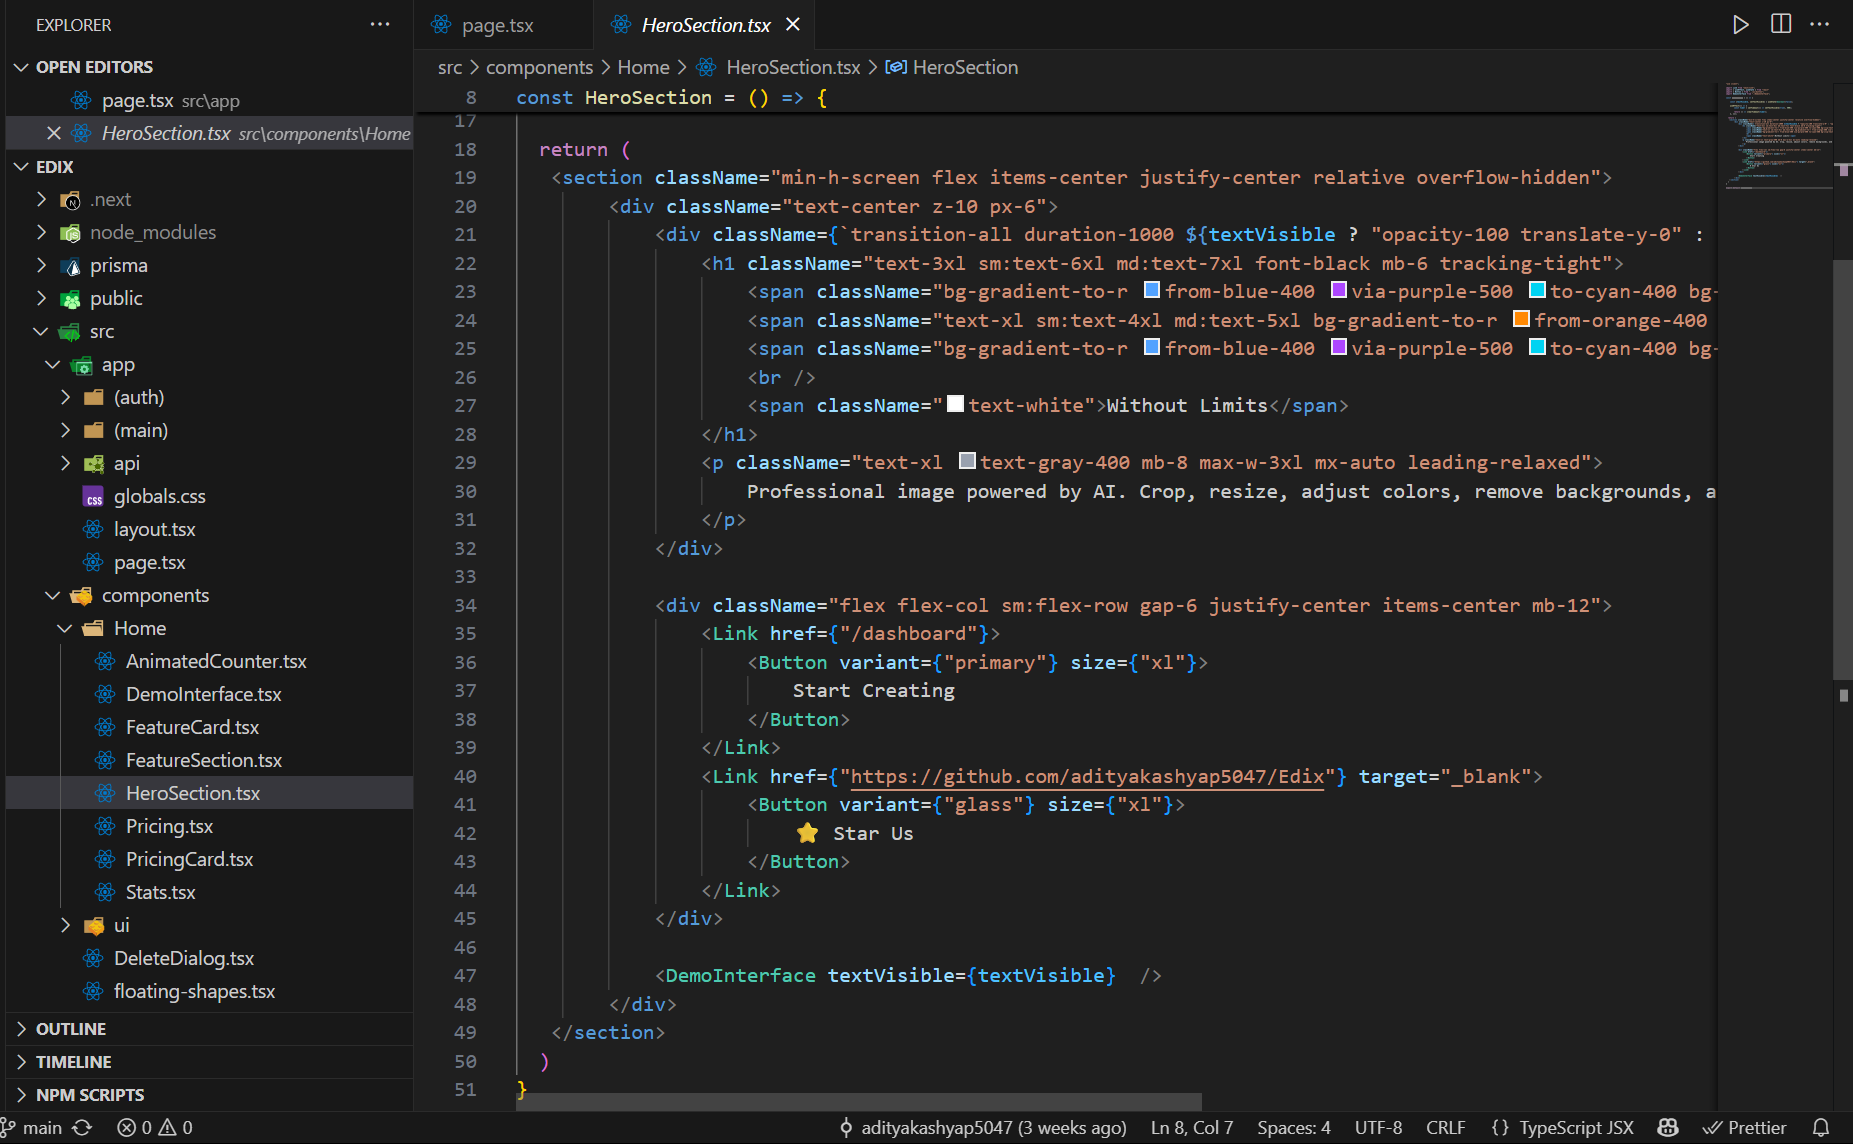 EXPLORER
OPEN EDITORS
page.tsx src\app
HeroSection.tsx src\components\Home
EDIX
.next
node_modules
prisma
public
src
app
(auth)
(main)
api
globals.css
layout.tsx
page.tsx
components
Home
AnimatedCounter.tsx
DemoInterface.tsx
FeatureCard.tsx
FeatureSection.tsx
HeroSection.tsx
Pricing.tsx
PricingCard.tsx
Stats.tsx
ui
DeleteDialog.tsx
floating-shapes.tsx
OUTLINE
TIMELINE
NPM SCRIPTS
page.tsx
HeroSection.tsx
src > components > Home > HeroSection.tsx > HeroSection
8 const HeroSection = () => {
17
18 return (
19 <section className="min-h-screen flex items-center justify-center relative overflow-hidden">
20 <div className="text-center z-10 px-6">
21 <div className={`transition-all duration-1000 ${textVisible ? "opacity-100 translate-y-0" :
22 <h1 className="text-3xl sm:text-6xl md:text-7xl font-black mb-6 tracking-tight">
23 <span className="bg-gradient-to-r from-blue-400 via-purple-500 to-cyan-400 bg-
24 <span className="text-xl sm:text-4xl md:text-5xl bg-gradient-to-r from-orange-400
25 <span className="bg-gradient-to-r from-blue-400 via-purple-500 to-cyan-400 bg-
26 <br />
27 <span className="text-white">Without Limits</span>
28 </h1>
29 <p className="text-xl text-gray-400 mb-8 max-w-3xl mx-auto leading-relaxed">
30 Professional image powered by AI. Crop, resize, adjust colors, remove backgrounds, a
31 </p>
32 </div>
33
34 <div className="flex flex-col sm:flex-row gap-6 justify-center items-center mb-12">
35 <Link href={"/dashboard"}>
36 <Button variant={"primary"} size={"xl"}>
37 Start Creating
38 </Button>
39 </Link>
40 <Link href={"https://github.com/adityakashyap5047/Edix"} target="_blank">
41 <Button variant={"glass"} size={"xl"}>
42 ⭐ Star Us
43 </Button>
44 </Link>
45 </div>
46
47 <DemoInterface textVisible={textVisible} />
48 </div>
49 </section>
50 )
51 }
main 0 0 adityakashyap5047 (3 weeks ago) Ln 8, Col 7 Spaces: 4 UTF-8 CRLF {} TypeScript JSX Prettier